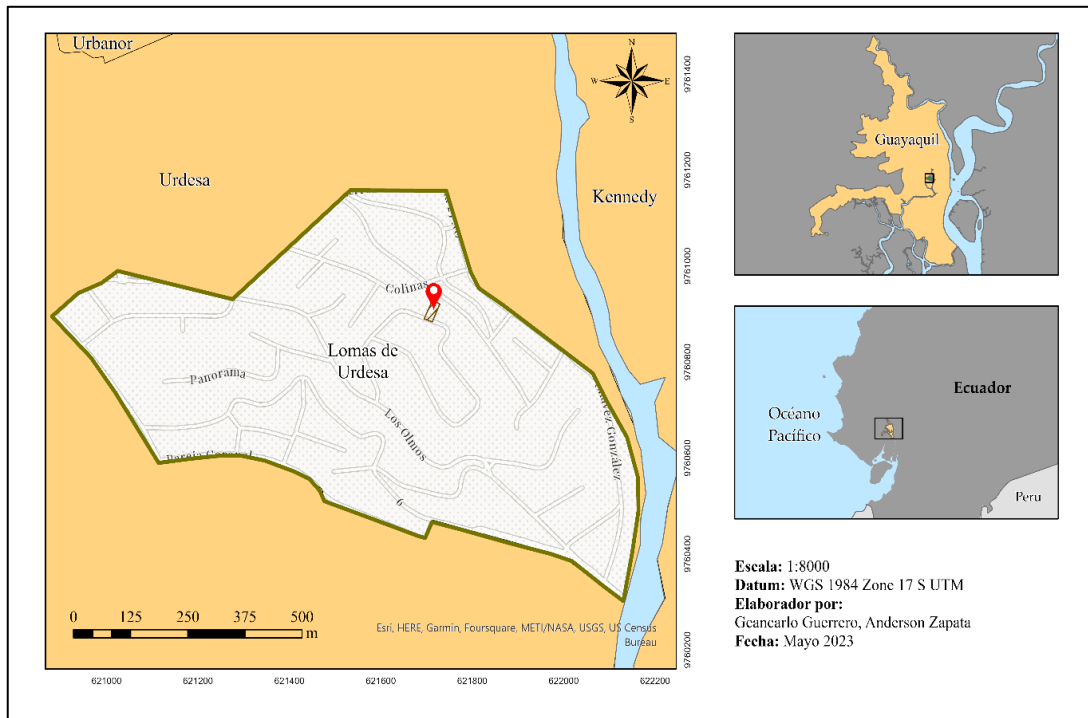 Urbanor
N
W
E
S
Urdesa
Kennedy
Colinas
Lomas de
Urdesa
Panorama
Los Olmos
González
6
0 125 250 500
m
Esri, HERE, Garmin, Foursquare, METI/NASA, USGS, US Census
Bureau
9761400
9761200
9761000
9760800
9760600
9760400
9760200
621000 621200 621400 621600 621800 622000 622200
Guayaquil
Ecuador
Océano
Pacífico
Peru
Escala: 1:8000
Datum: WGS 1984 Zone 17 S UTM
Elaborador por:
Geancarlo Guerrero, Anderson Zapata
Fecha: Mayo 2023